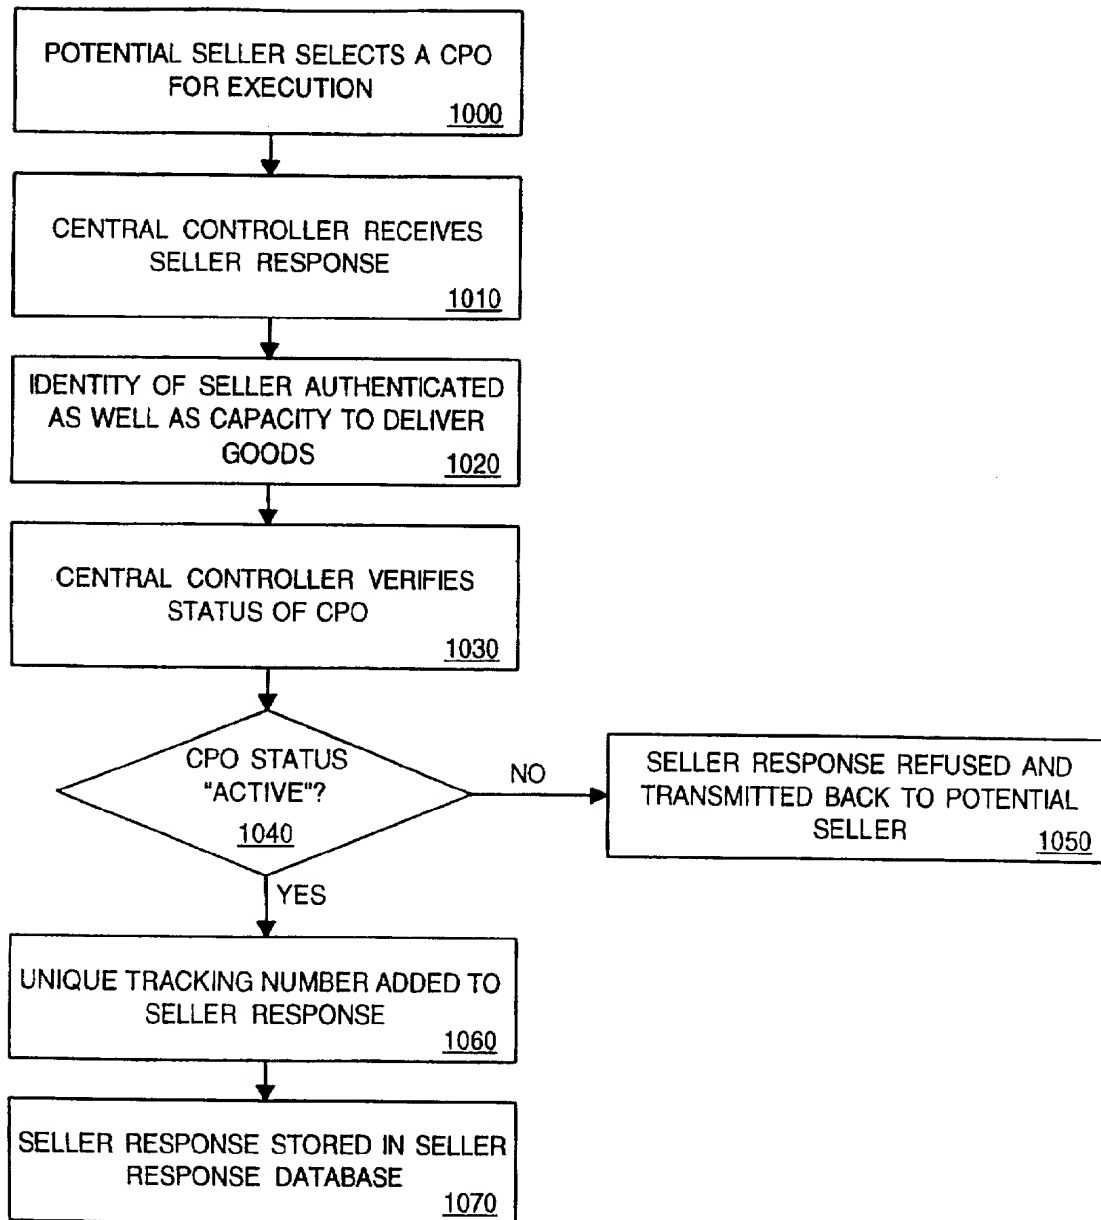 POTENTIAL SELLER SELECTS A CPO
FOR EXECUTION
1000
CENTRAL CONTROLLER RECEIVES
SELLER RESPONSE
1010
IDENTITY OF SELLER AUTHENTICATED
AS WELL AS CAPACITY TO DELIVER
GOODS
1020
CENTRAL CONTROLLER VERIFIES
STATUS OF CPO
1030
CPO STATUS
"ACTIVE"?
1040
NO
SELLER RESPONSE REFUSED AND
TRANSMITTED BACK TO POTENTIAL
SELLER
1050
YES
UNIQUE TRACKING NUMBER ADDED TO
SELLER RESPONSE
1060
SELLER RESPONSE STORED IN SELLER
RESPONSE DATABASE
1070